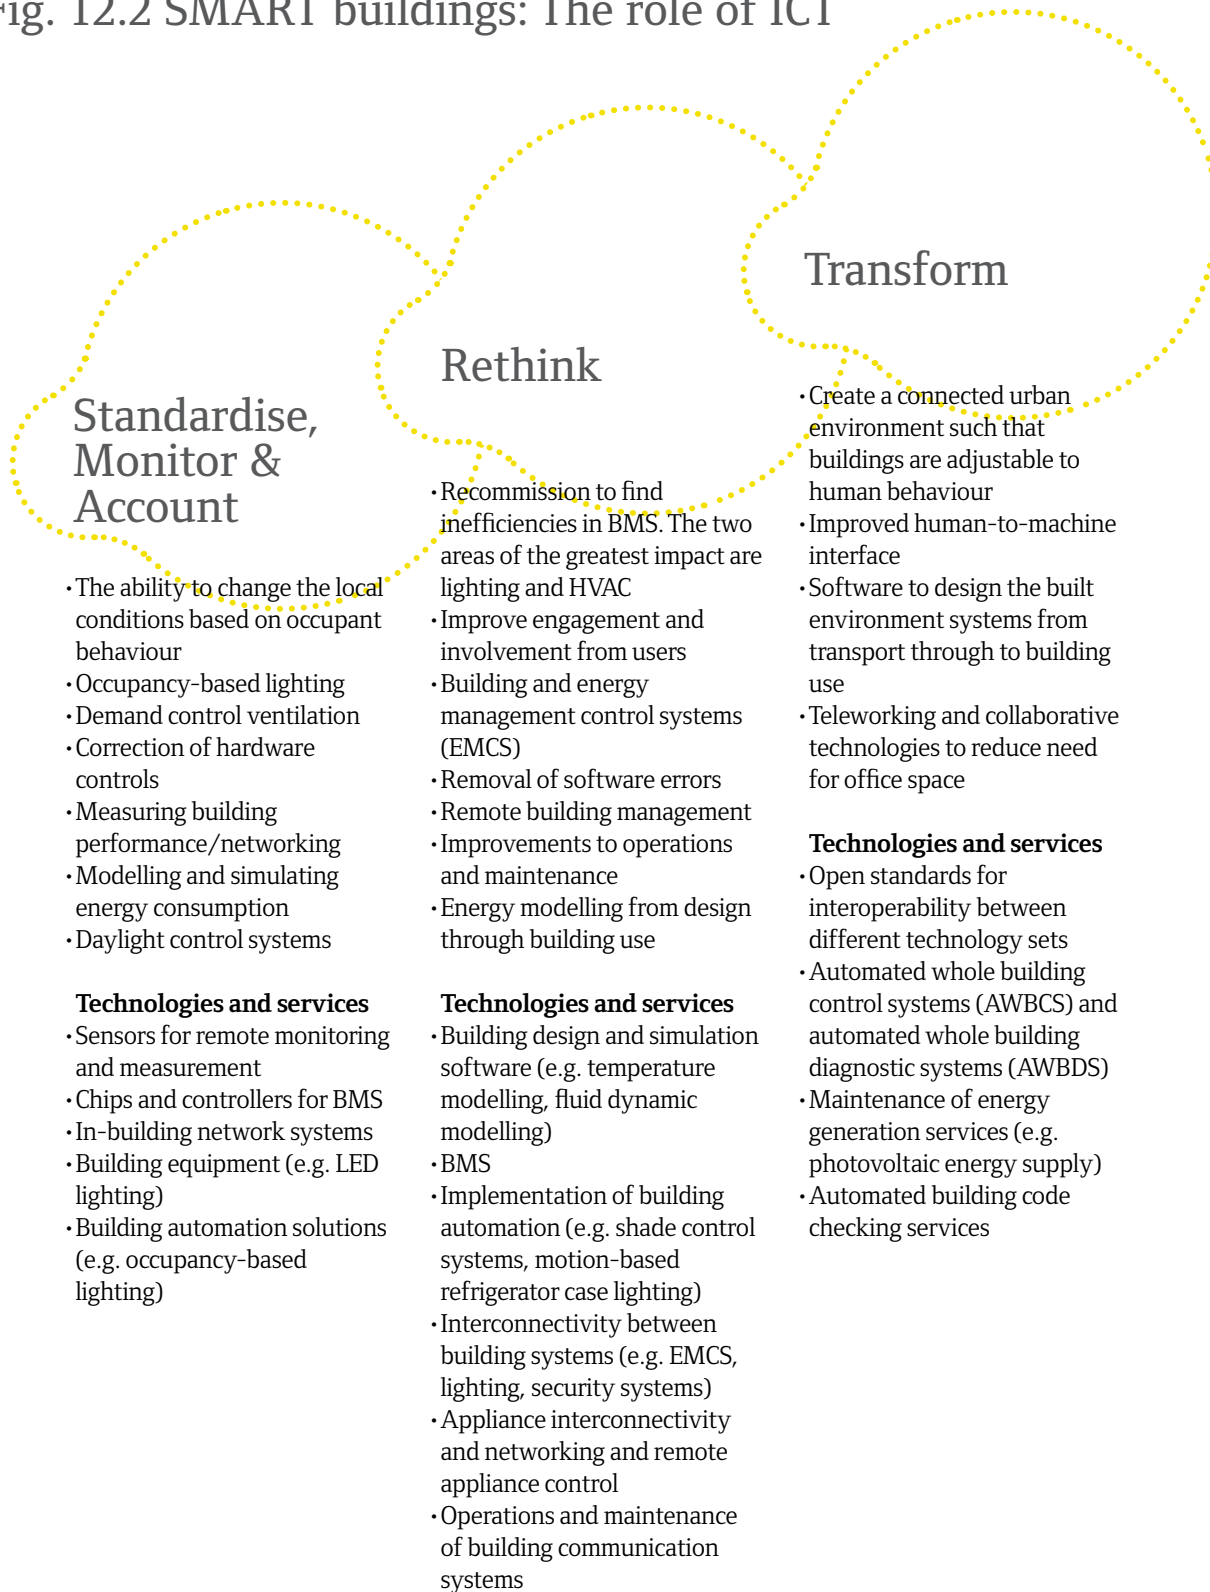 Fig. 12.2 SMART buildings: The role of ICT
Standardise,
Monitor &
Account
· The ability to change the local
conditions based on occupant
behaviour
· Occupancy-based lighting
· Demand control ventilation
· Correction of hardware
controls
· Measuring building
performance/networking
· Modelling and simulating
energy consumption
· Daylight control systems
Technologies and services
· Sensors for remote monitoring
and measurement
· Chips and controllers for BMS
· In-building network systems
· Building equipment (e.g. LED
lighting)
· Building automation solutions
(e.g. occupancy-based
lighting)
Rethink
· Recommission to find
inefficiencies in BMS. The two
areas of the greatest impact are
lighting and HVAC
· Improve engagement and
involvement from users
· Building and energy
management control systems
(EMCS)
· Removal of software errors
· Remote building management
· Improvements to operations
and maintenance
· Energy modelling from design
through building use
Technologies and services
· Building design and simulation
software (e.g. temperature
modelling, fluid dynamic
modelling)
· BMS
· Implementation of building
automation (e.g. shade control
systems, motion-based
refrigerator case lighting)
· Interconnectivity between
building systems (e.g. EMCS,
lighting, security systems)
· Appliance interconnectivity
and networking and remote
appliance control
· Operations and maintenance
of building communication
systems
Transform
· Create a connected urban
environment such that
buildings are adjustable to
human behaviour
· Improved human-to-machine
interface
· Software to design the built
environment systems from
transport through to building
use
· Teleworking and collaborative
technologies to reduce need
for office space
Technologies and services
· Open standards for
interoperability between
different technology sets
· Automated whole building
control systems (AWBCS) and
automated whole building
diagnostic systems (AWBDS)
· Maintenance of energy
generation services (e.g.
photovoltaic energy supply)
· Automated building code
checking services